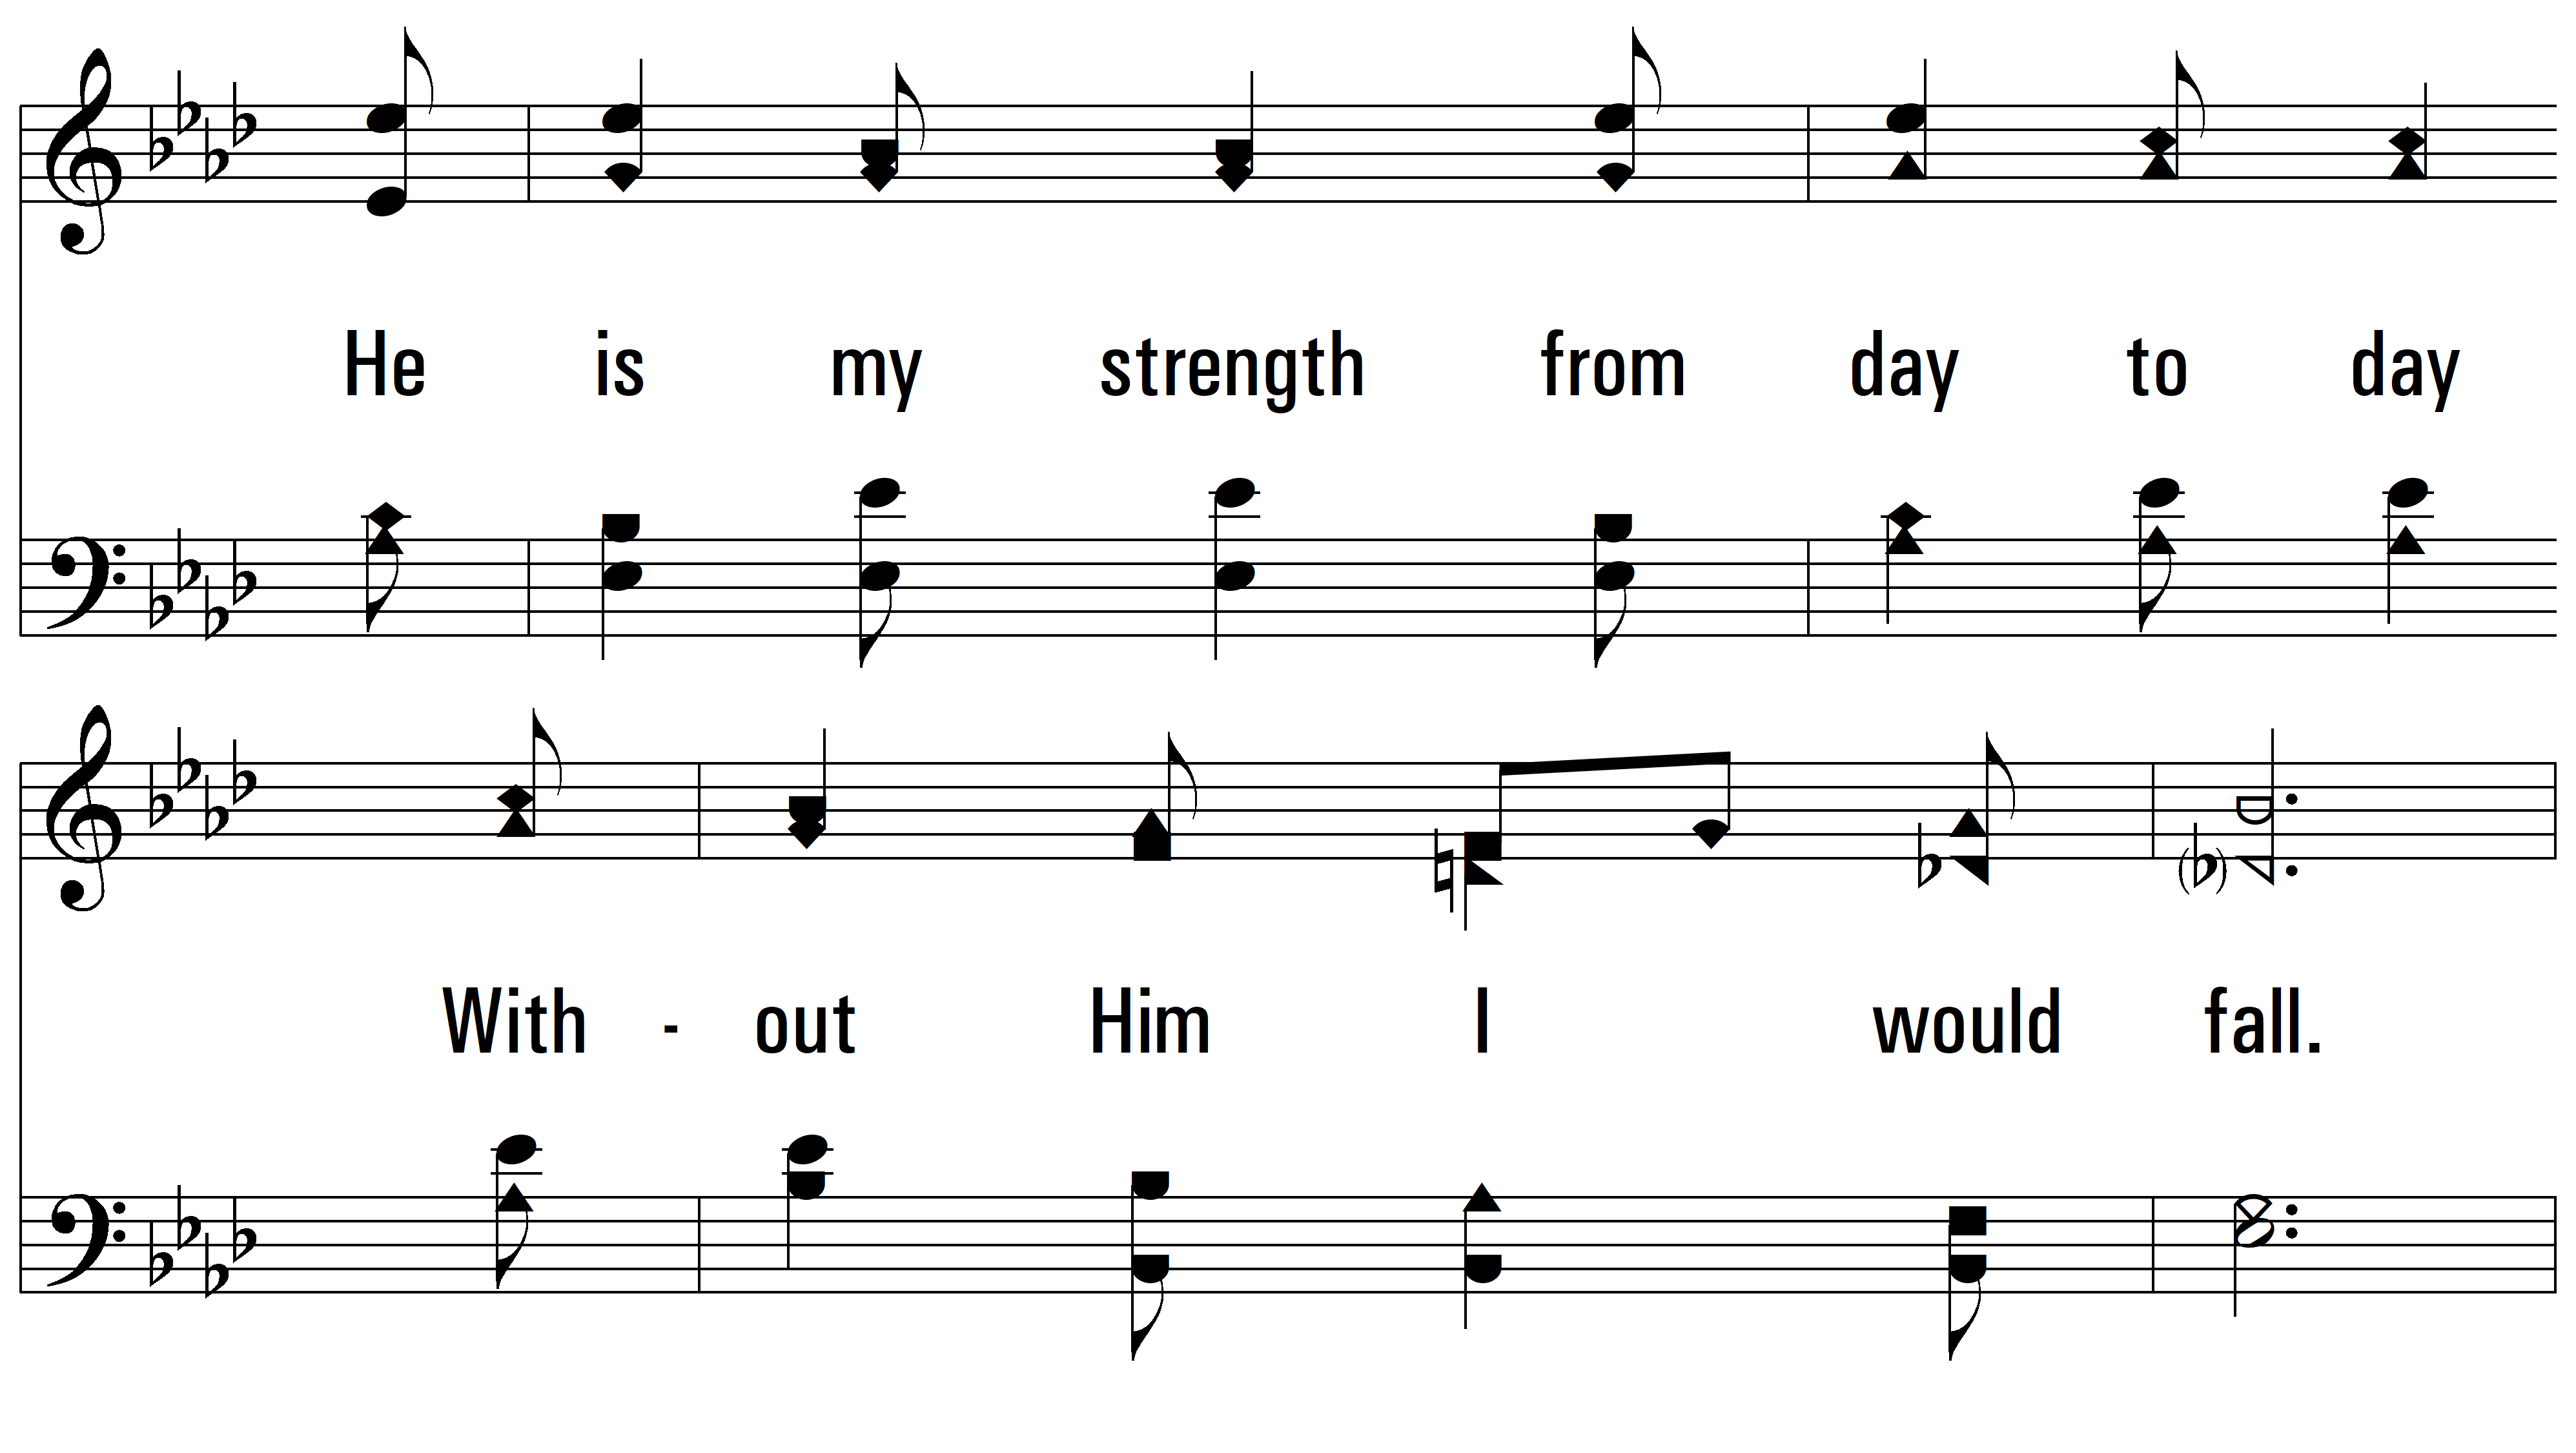 He is my strength from day to day
With - out Him I would fall.